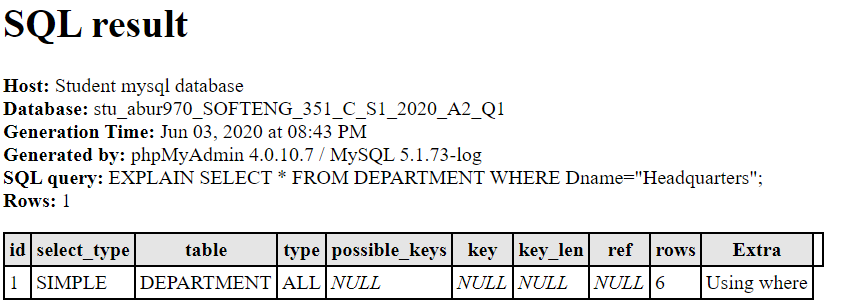 SQL result
Host: Student mysql database
Database: stu_abur970_SOFTENG_351_C_S1_2020_A2_Q1
Generation Time: Jun 03, 2020 at 08:43 PM
Generated by: phpMyAdmin 4.0.10.7 / MySQL 5.1.73-log
SQL query: EXPLAIN SELECT * FROM DEPARTMENT WHERE Dname="Headquarters";
Rows: 1
id select_type table type possible_keys key key_len ref rows Extra
1 SIMPLE DEPARTMENT ALL NULL NULL NULL NULL 6 Using where